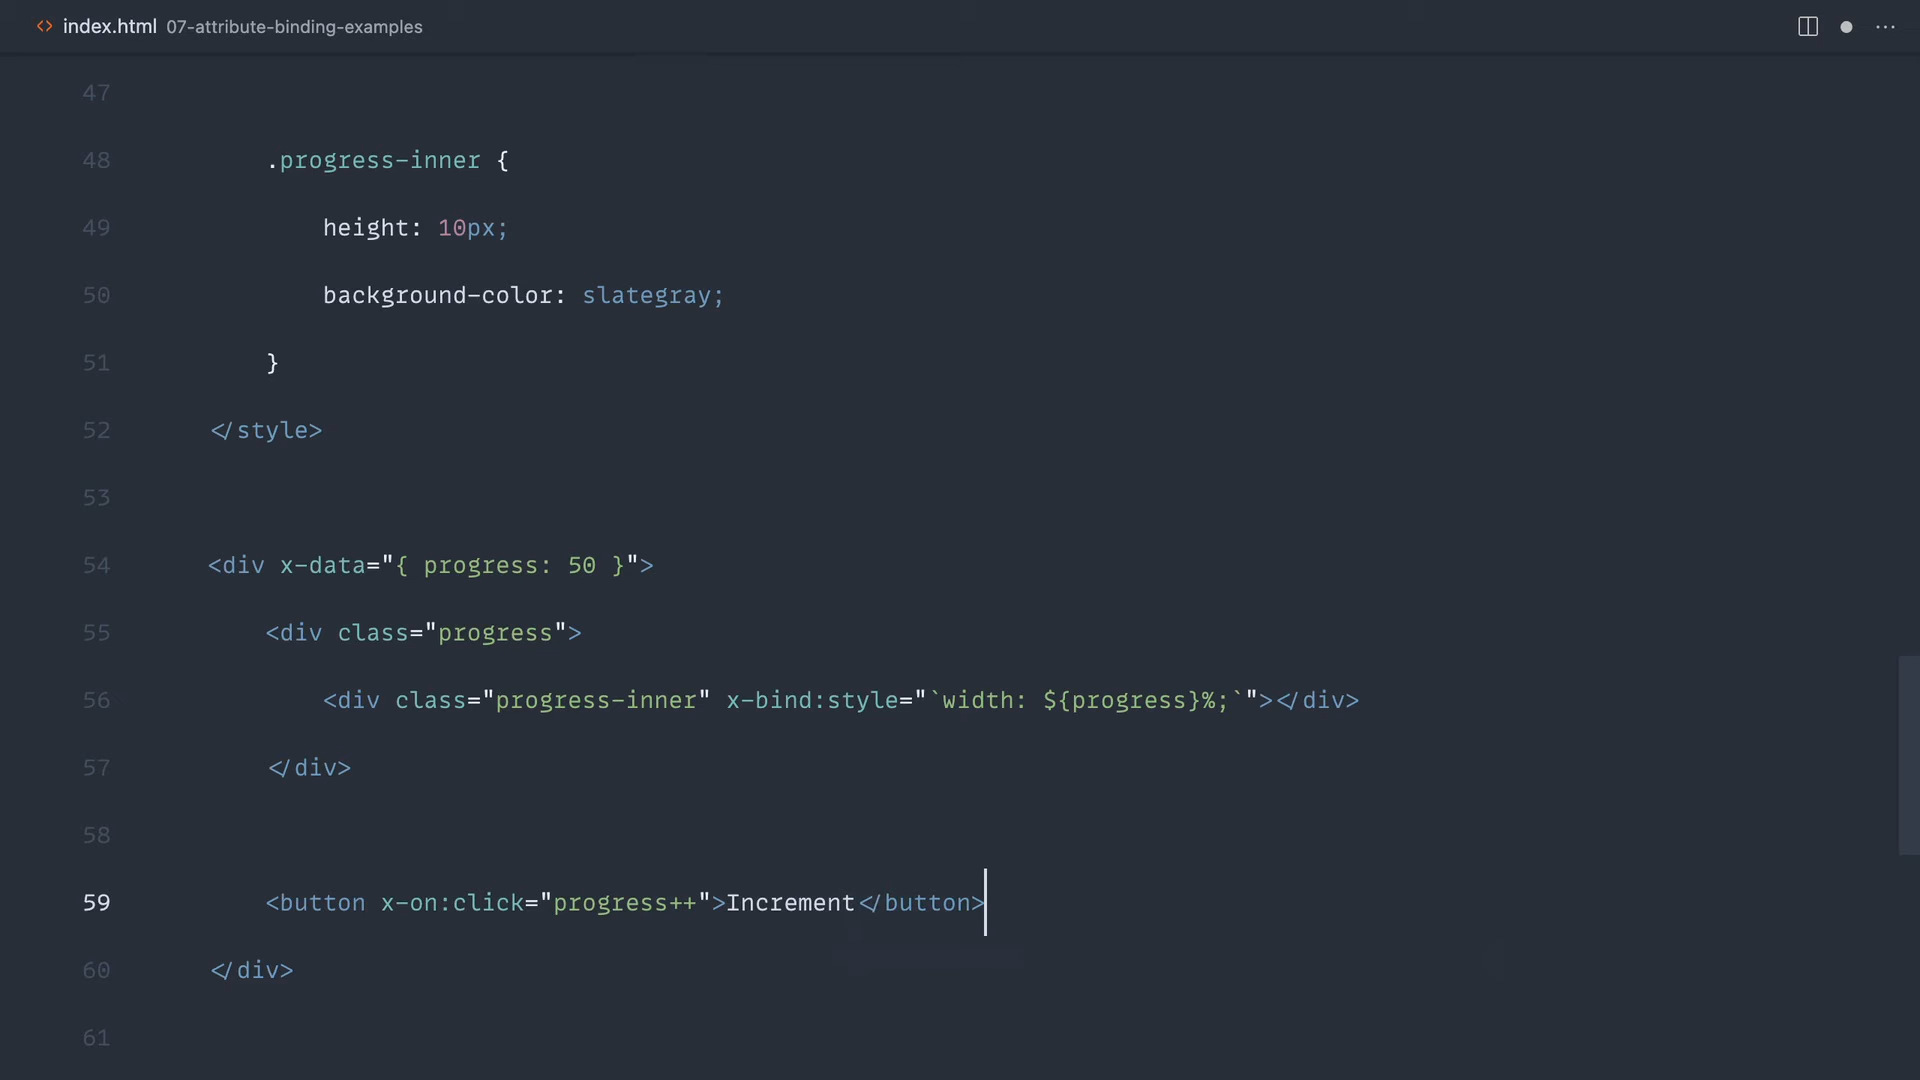 <> index.html 07-attribute-binding-examples
47
48 .progress-inner {
49 height: 10px;
50 background-color: slategray;
51 }
52 </style>
53
54 <div x-data="{ progress: 50 }">
55 <div class="progress">
56 <div class="progress-inner" x-bind:style="`width: ${progress}%;`"></div>
57 </div>
58
59 <button x-on:click="progress++">Increment</button>
60 </div>
61